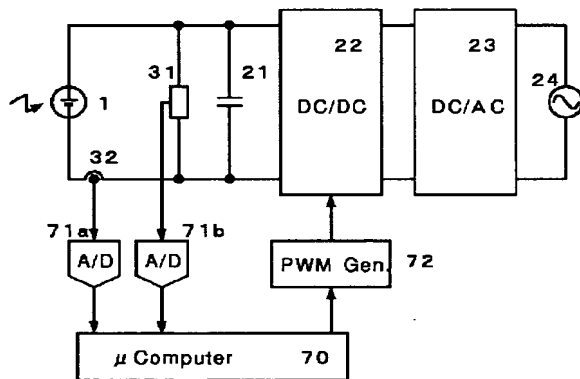 31
21
22
23
24
1
DC/DC
DC/AC
32
71a
71b
A/D
A/D
PWM Gen.
72
μ Computer
70